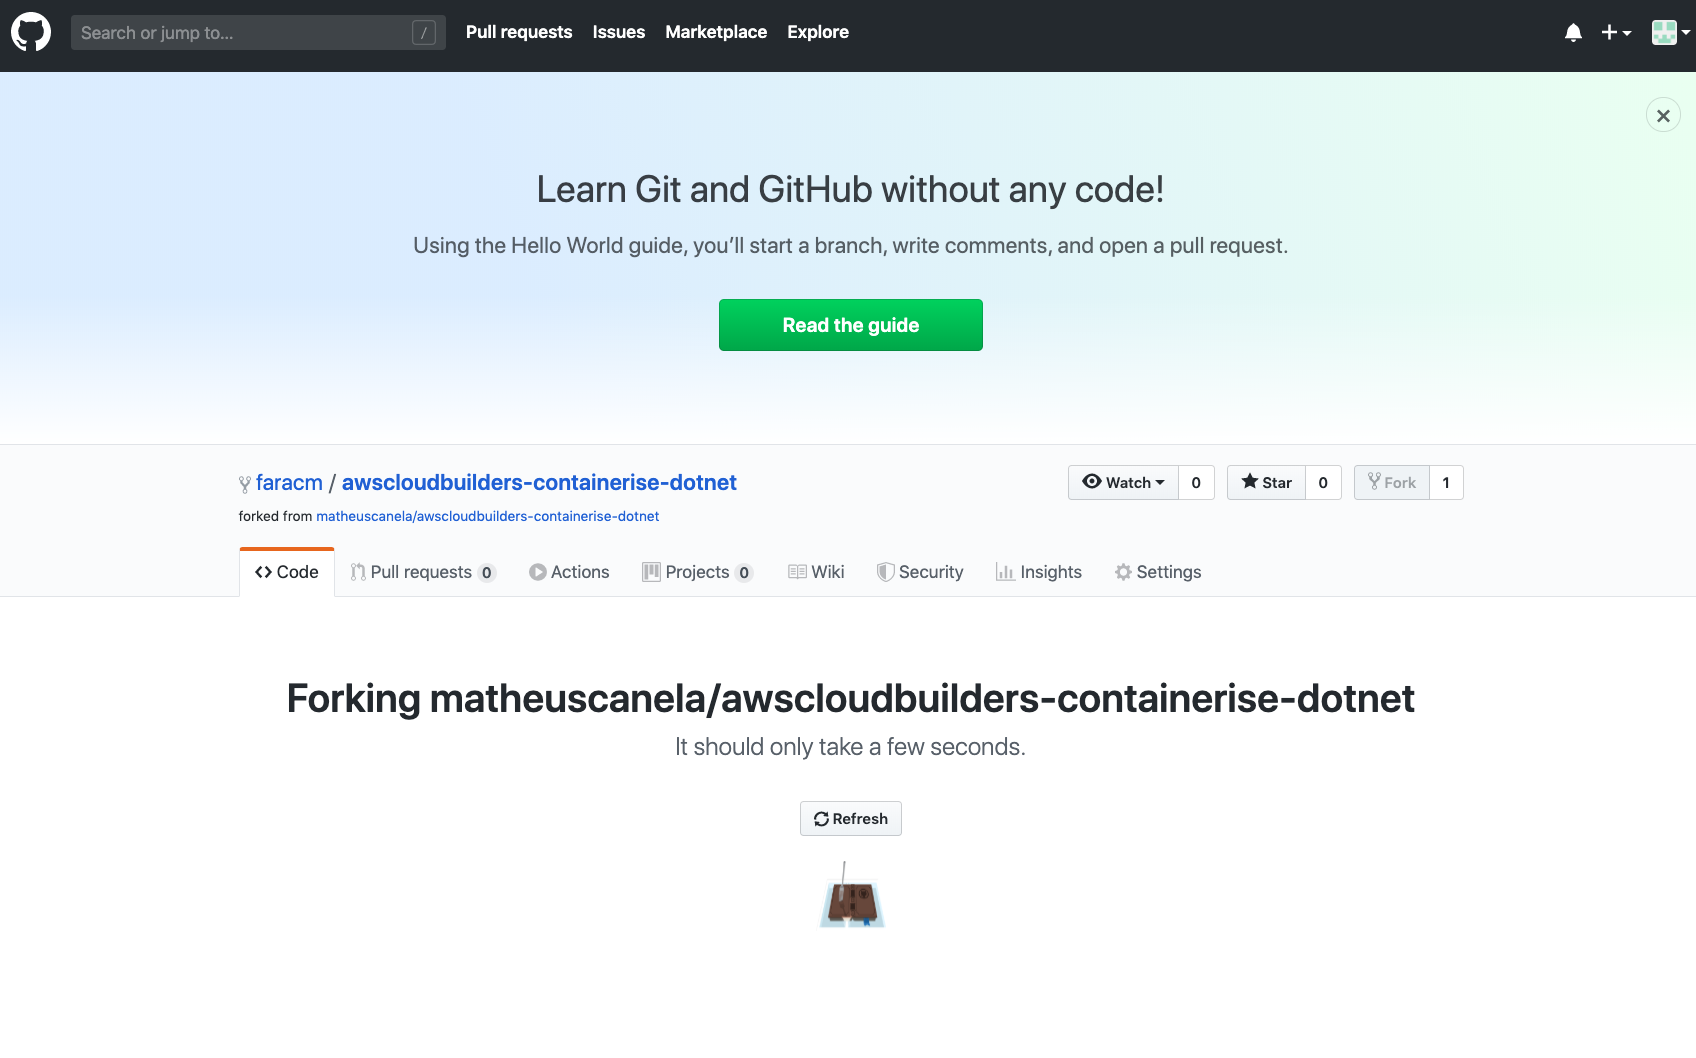 Search or jump to... / Pull requests Issues Marketplace Explore
Learn Git and GitHub without any code!
Using the Hello World guide, you’ll start a branch, write comments, and open a pull request.
Read the guide
faracm / awscloudbuilders-containerise-dotnet Watch 0 Star 0 Fork 1
forked from matheuscanela/awscloudbuilders-containerise-dotnet
Code Pull requests 0 Actions Projects 0 Wiki Security Insights Settings
Forking matheuscanela/awscloudbuilders-containerise-dotnet
It should only take a few seconds.
Refresh